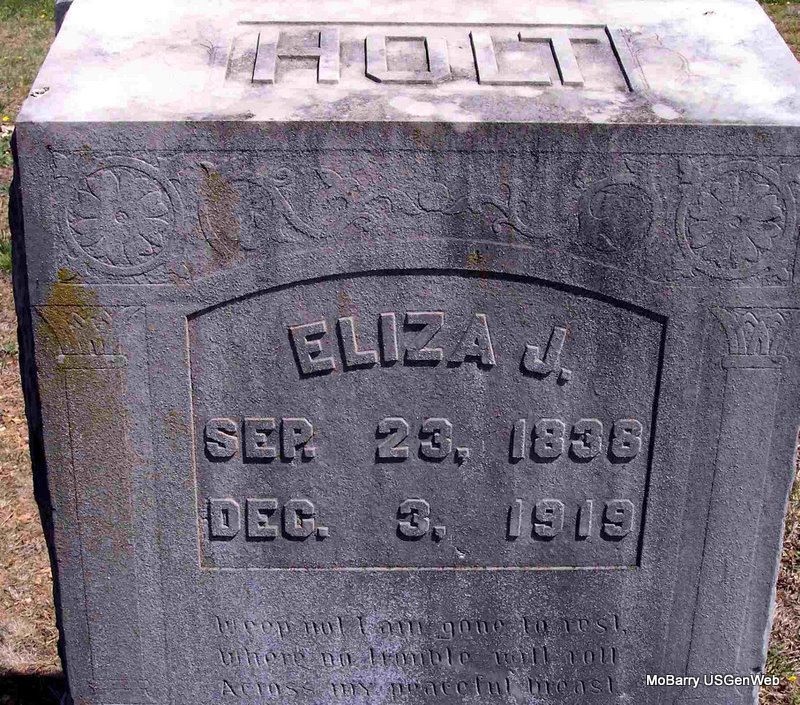 HOLT
ELIZA J.
SEP. 23, 1838
DEC. 3, 1919
Weep not I am gone to rest,
Where no trouble will roll
Across my peaceful breast.
MoBarry USGenWeb